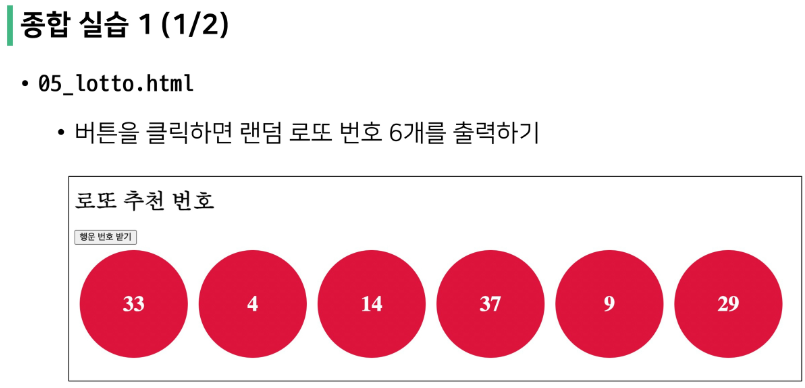 종합 실습 1 (1/2)
• 05_lotto.html
• 버튼을 클릭하면 랜덤 로또 번호 6개를 출력하기
로또 추천 번호
행운 번호 받기
33 4 14 37 9 29